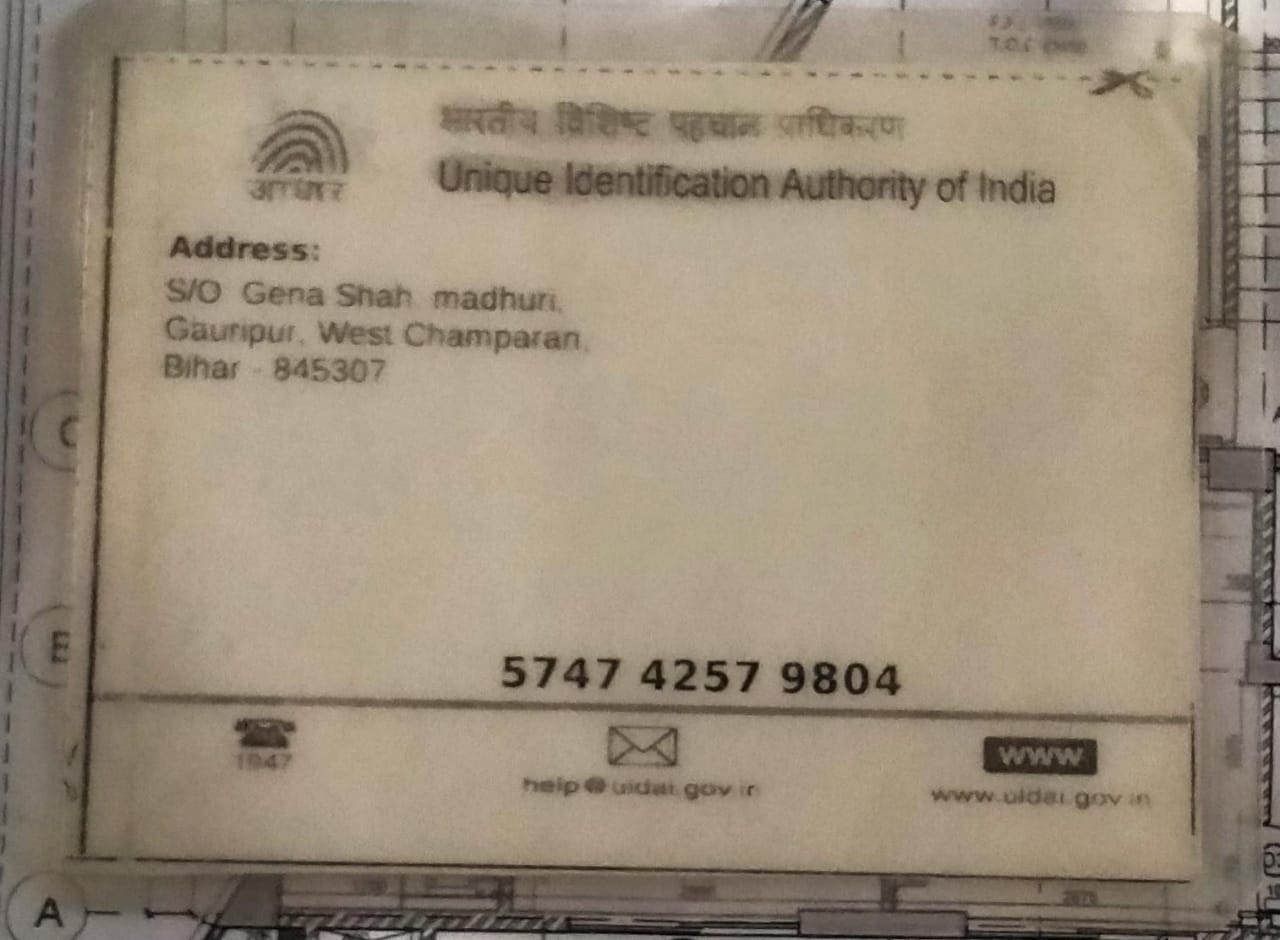 भारतीय विशिष्ट पहचान प्राधिकरण
आधार
Unique Identification Authority of India
Address:
S/O Gena Shah, madhuri,
Gauripur, West Champaran,
Bihar - 845307
5747 4257 9804
1947
help@uidai.gov.in
www
www.uidai.gov.in
C
E
A